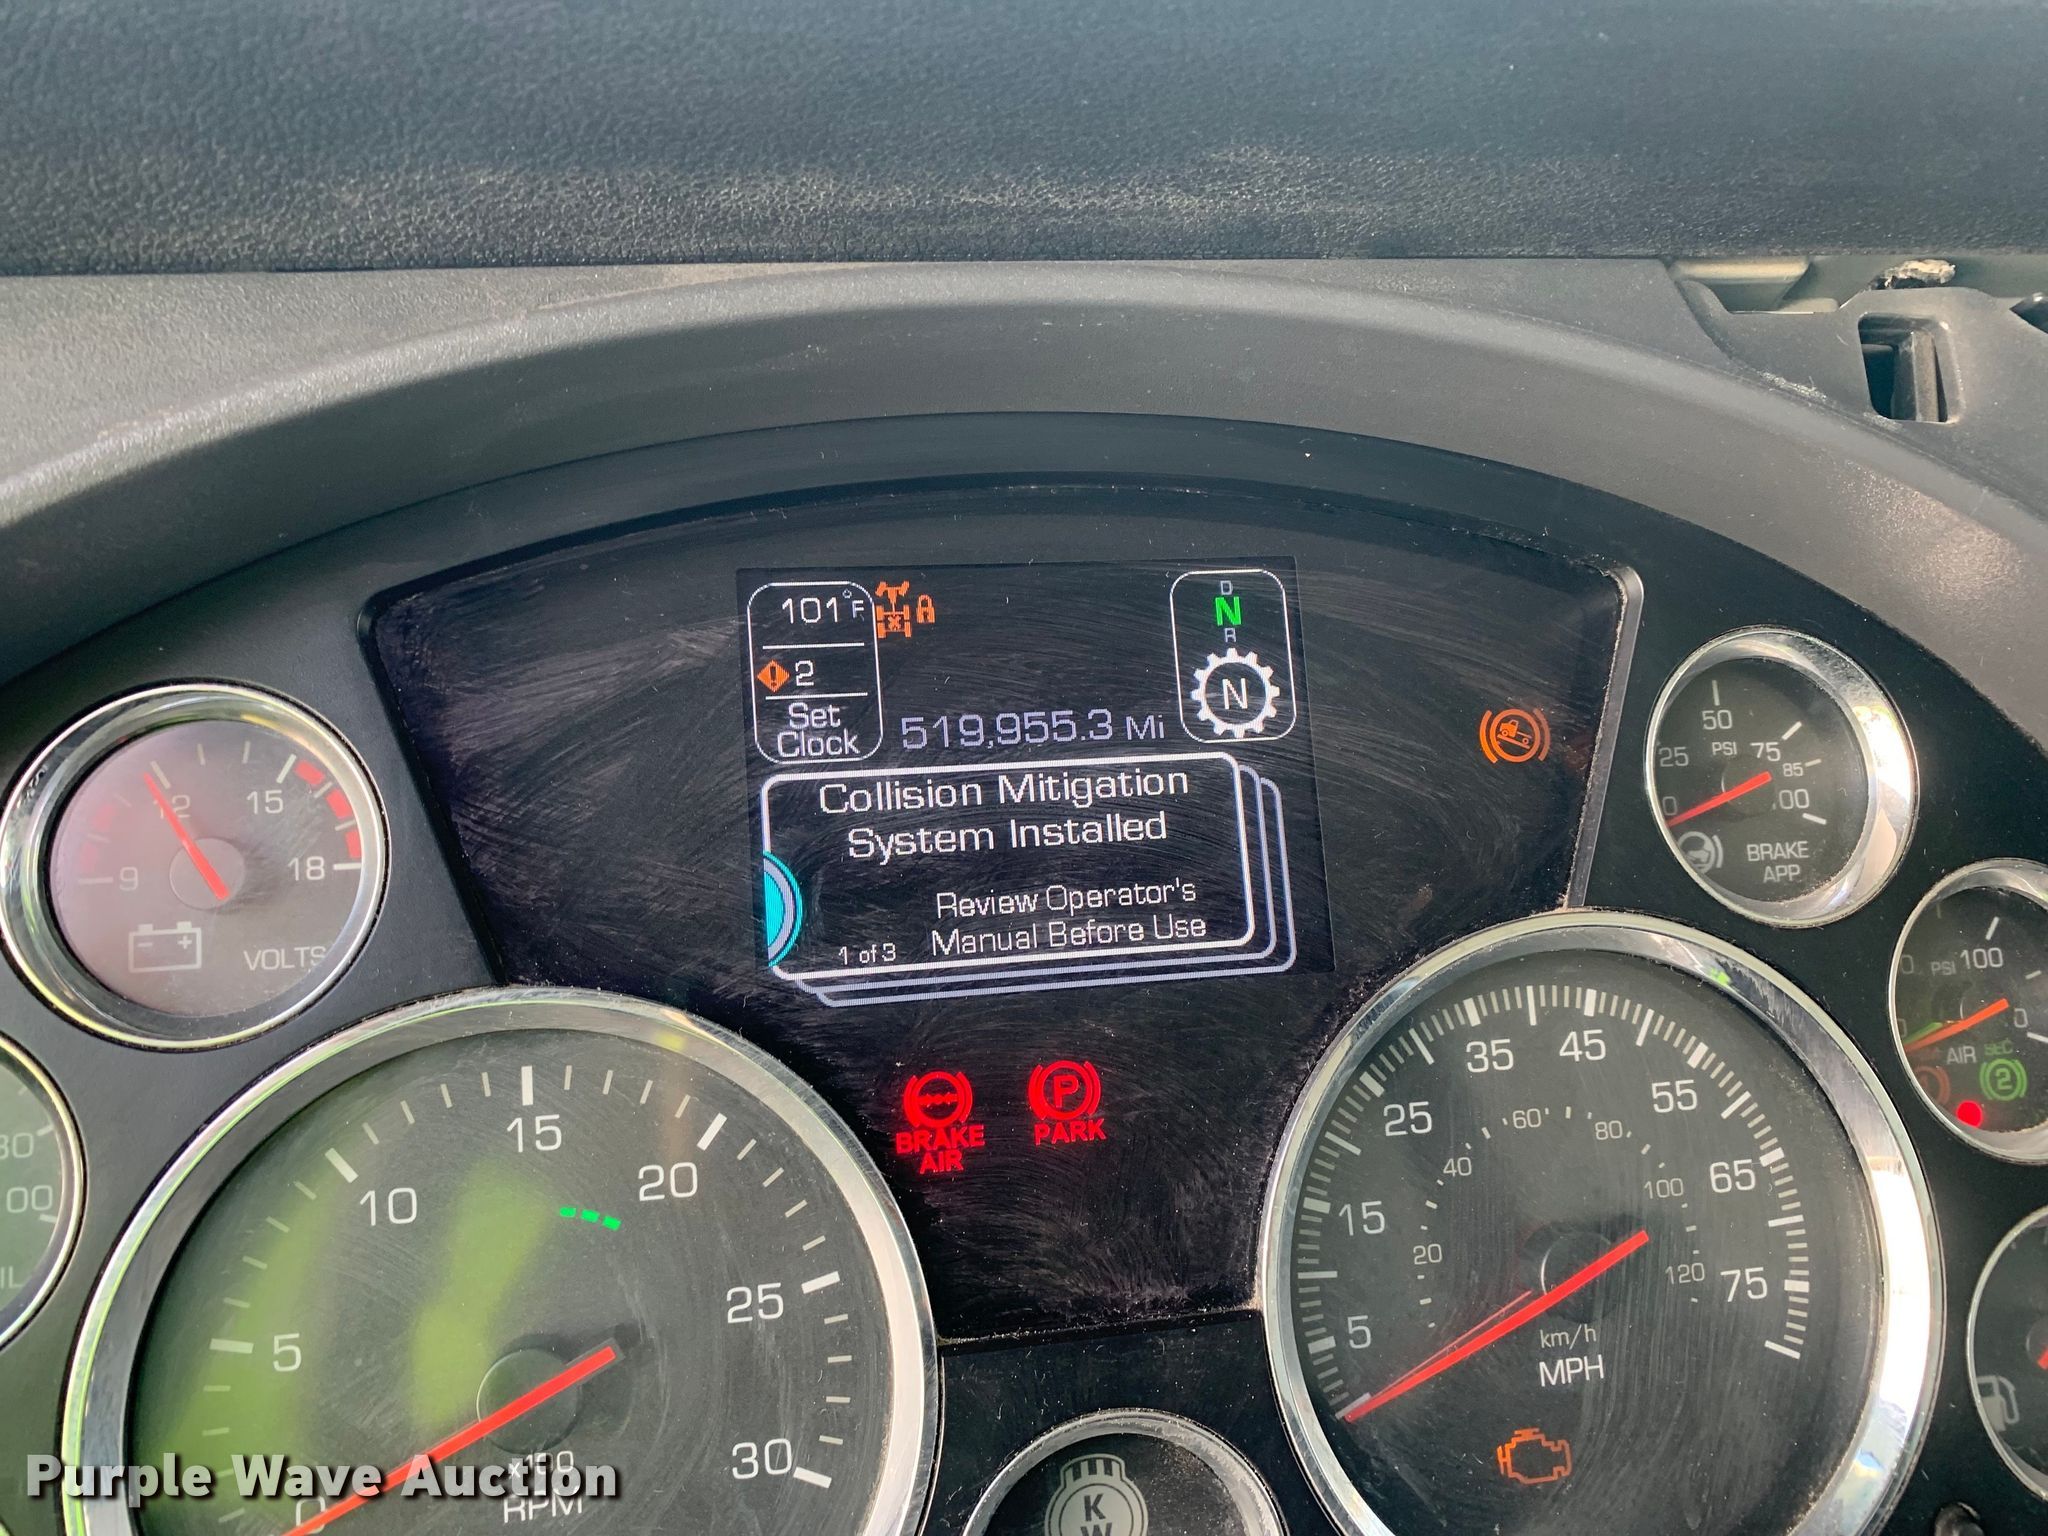 101°F
D
N
R
2
Set
Clock
N
519,955.3 Mi
Collision Mitigation
System Installed
Review Operator's
Manual Before Use
1 of 3
9
12
15
18
VOLTS
0
25
50
75
85
PSI
BRAKE
APP
PSI
100
AIR
SEC
2
BRAKE
AIR
P
PARK
0
5
10
15
20
25
30
RPM
5
15
25
35
45
55
65
75
20
40
60
80
100
120
km/h
MPH
KW
Purple Wave Auction